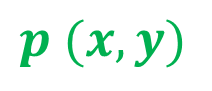 p (x, y)